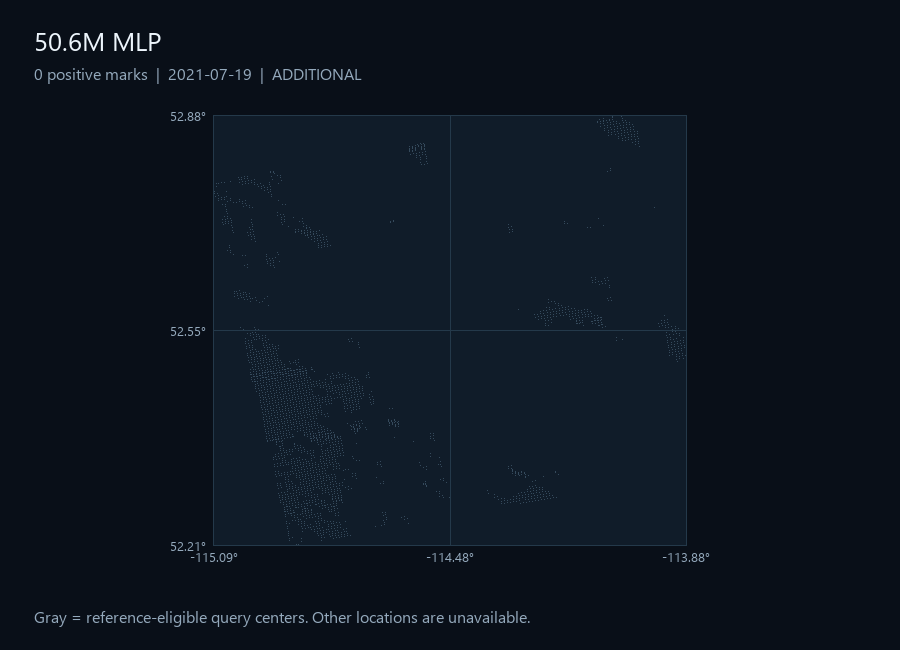 50.6M MLP
0 positive marks | 2021-07-19 | ADDITIONAL
52.88°
52.55°
52.21°
-115.09°
-114.48°
-113.88°
Gray = reference-eligible query centers. Other locations are unavailable.